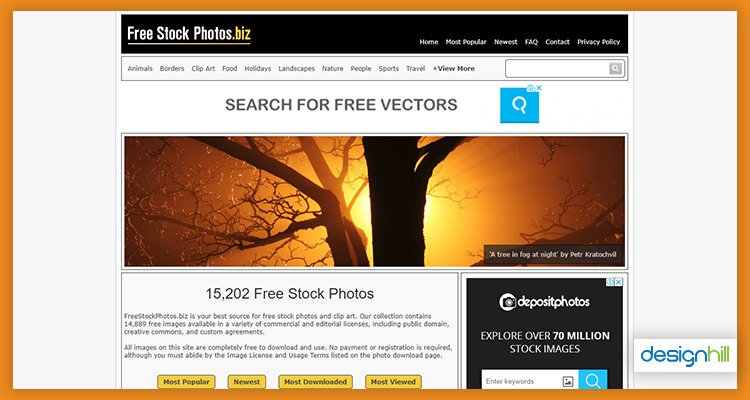 Free Stock Photos.biz
Home Most Popular Newest FAQ Contact Privacy Policy
Animals Borders Clip Art Food Holidays Landscapes Nature People Sports Travel +View More
SEARCH FOR FREE VECTORS
'A tree in fog at night' by Petr Kratochvil
15,202 Free Stock Photos
FreeStockPhotos.biz is your best source for free stock photos and clip art. Our collection contains
14,889 free images available in a variety of commercial and editorial licenses, including public domain,
creative commons, and custom agreements.
All images on this site are completely free to download and use. No payment or registration is required,
although you must abide by the Image License and Usage Terms listed on the photo download page.
Most Popular Newest Most Downloaded Most Viewed
depositphotos
EXPLORE OVER 70 MILLION
STOCK IMAGES
Enter keywords
designhill